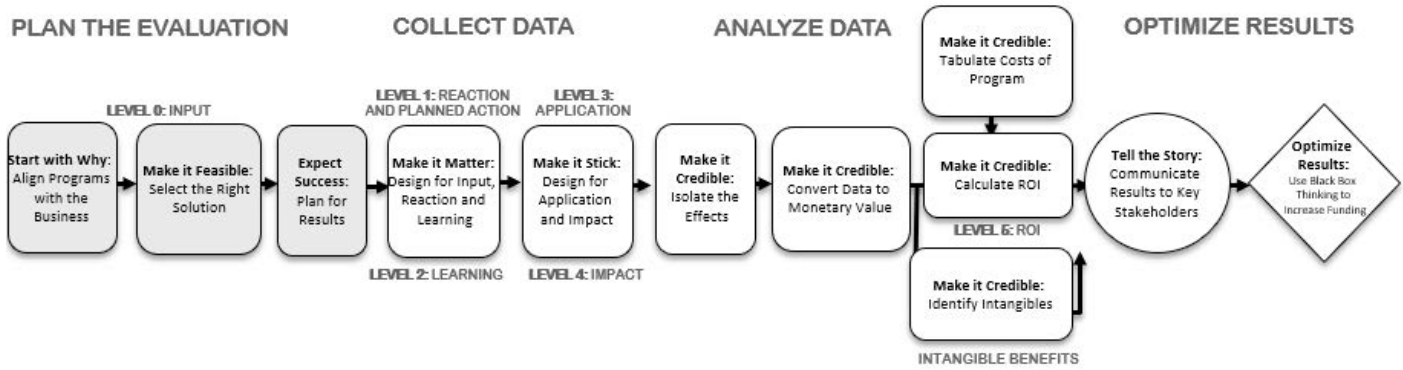 PLAN THE EVALUATION
COLLECT DATA
ANALYZE DATA
OPTIMIZE RESULTS
LEVEL 0: INPUT
LEVEL 1: REACTION
AND PLANNED ACTION
LEVEL 3:
APPLICATION
Start with Why:
Align Programs
with the
Business
Make it Feasible:
Select the Right
Solution
Expect
Success:
Plan for
Results
Make it Matter:
Design for Input,
Reaction and
Learning
LEVEL 2: LEARNING
Make it Stick:
Design for
Application
and Impact
LEVEL 4: IMPACT
Make it
Credible:
Isolate the
Effects
Make it Credible:
Convert Data to
Monetary Value
Make it Credible:
Tabulate Costs of
Program
Make it Credible:
Calculate ROI
LEVEL 5: ROI
Make it Credible:
Identify Intangibles
INTANGIBLE BENEFITS
Tell the Story:
Communicate
Results to Key
Stakeholders
Optimize
Results:
Use Black Box
Thinking to
Increase Funding